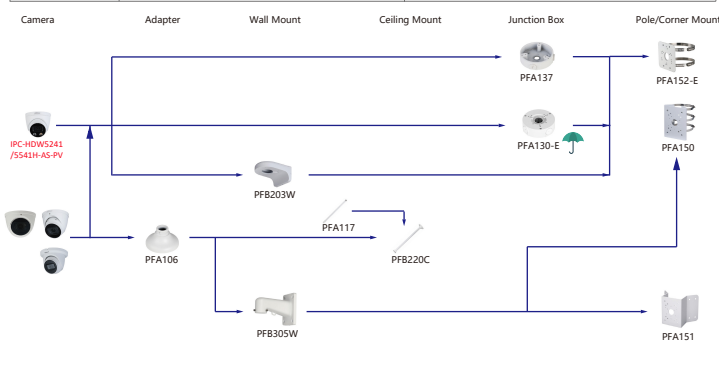 Camera
Adapter
Wall Mount
Ceiling Mount
Junction Box
Pole/Corner Mount
PFA137
PFA152-E
IPC-HDW5241
/5541H-AS-PV
PFA130-E
PFA150
PFB203W
PFA117
PFA106
PFB220C
PFB305W
PFA151